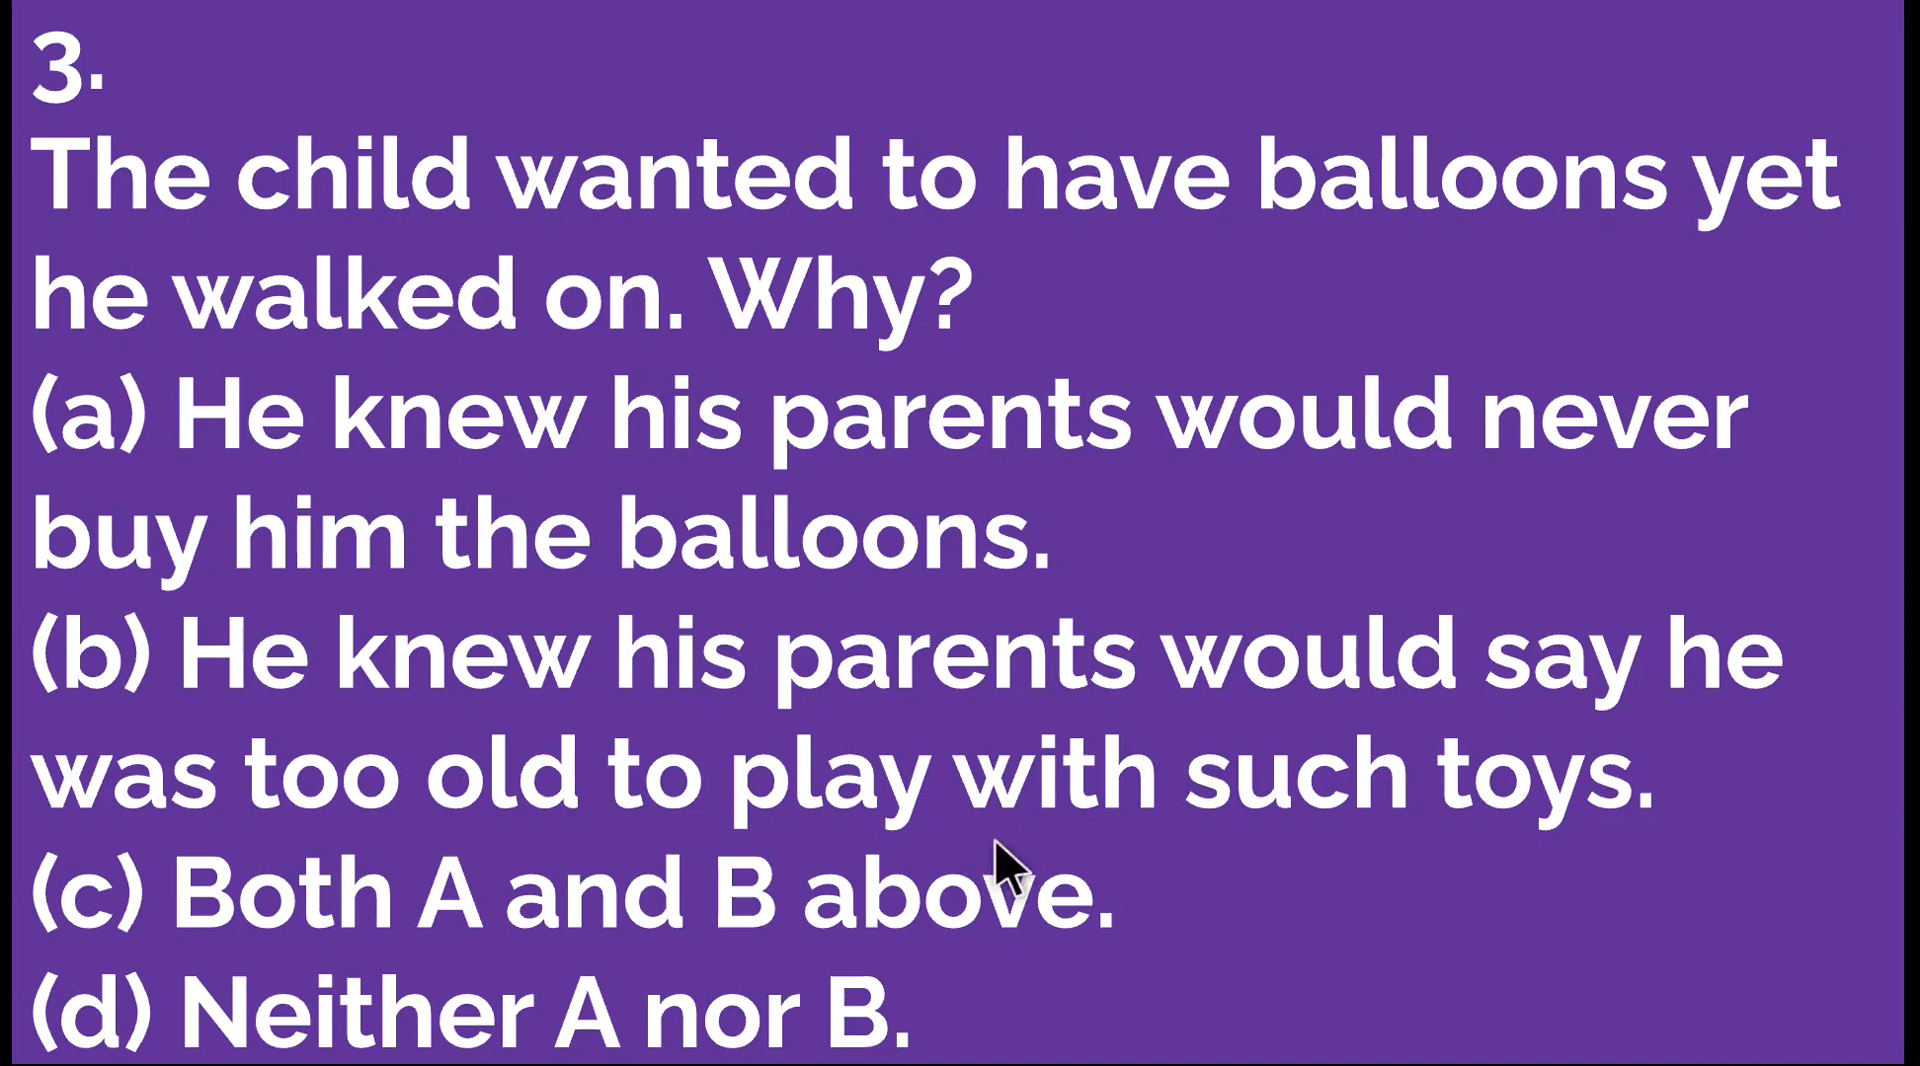 3.
The child wanted to have balloons yet
he walked on. Why?
(a) He knew his parents would never
buy him the balloons.
(b) He knew his parents would say he
was too old to play with such toys.
(c) Both A and B above.
(d) Neither A nor B.